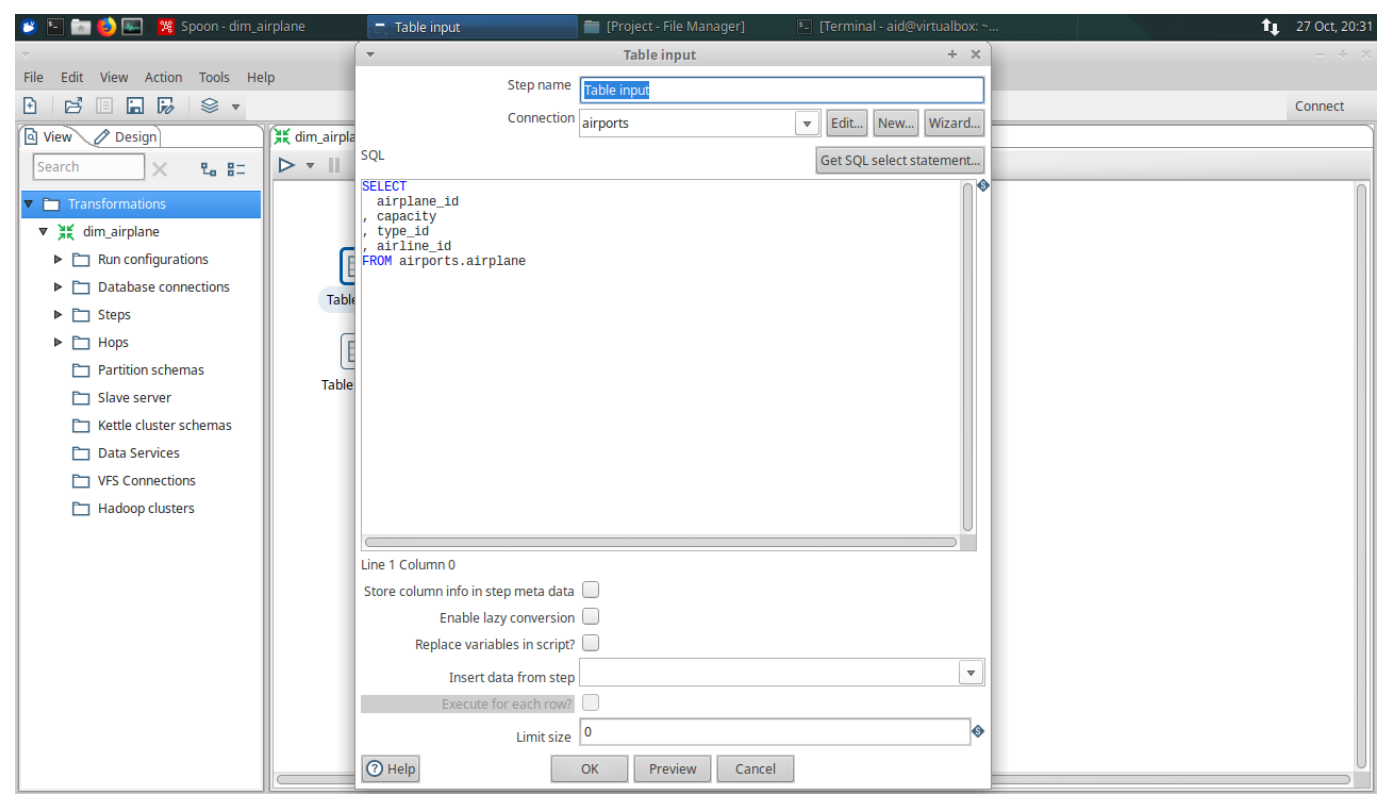 Spoon - dim_airplane
Table input
[Project - File Manager]
[Terminal - aid@virtualbox: ~...
27 Oct, 20:31
Table input
File Edit View Action Tools Help
Connect
View
Design
dim_airpla
Search
Transformations
dim_airplane
Run configurations
Database connections
Steps
Hops
Partition schemas
Slave server
Kettle cluster schemas
Data Services
VFS Connections
Hadoop clusters
Table
Table
Step name Table input
Connection airports Edit... New... Wizard...
SQL Get SQL select statement...
SELECT
airplane_id
, capacity
, type_id
, airline_id
FROM airports.airplane
Line 1 Column 0
Store column info in step meta data
Enable lazy conversion
Replace variables in script?
Insert data from step
Execute for each row?
Limit size 0
Help OK Preview Cancel